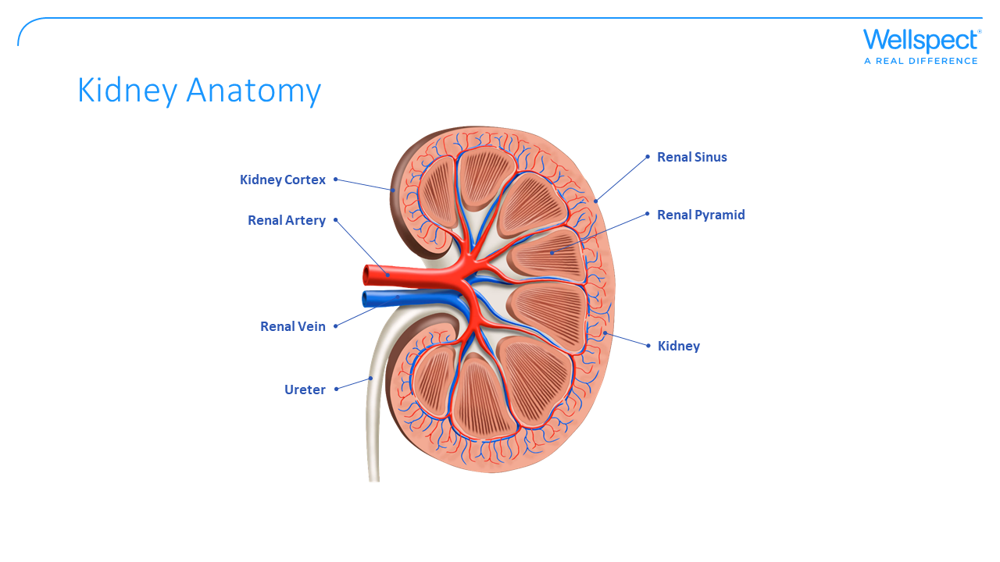 Wellspect®
A REAL DIFFERENCE
Kidney Anatomy
Kidney Cortex
Renal Artery
Renal Vein
Ureter
Renal Sinus
Renal Pyramid
Kidney